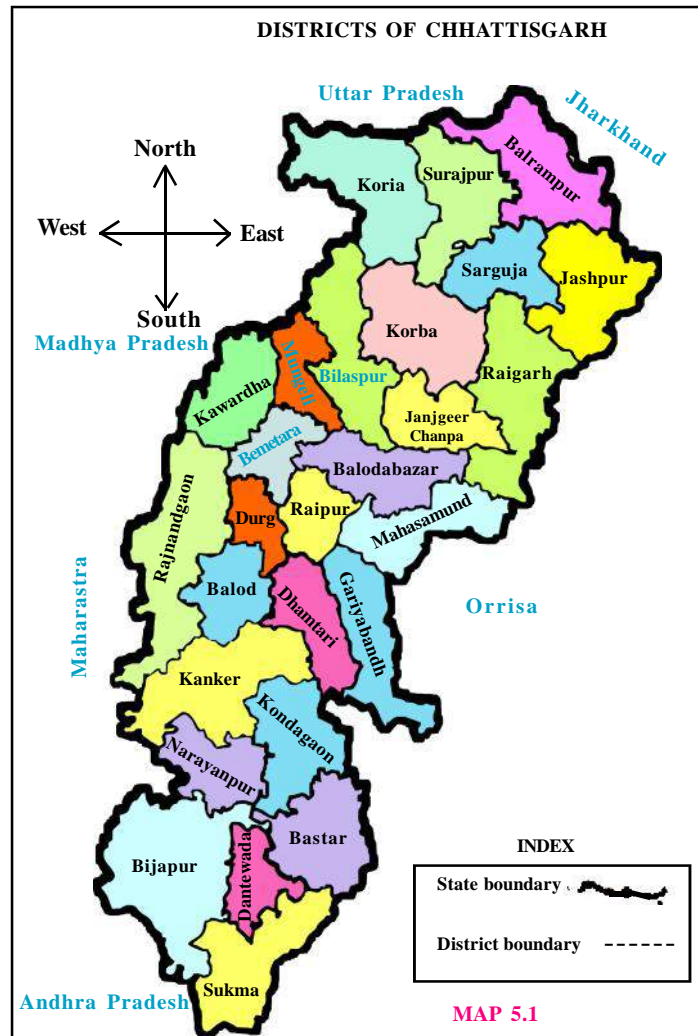 DISTRICTS OF CHHATTISGARH
Uttar Pradesh
Jharkhand
North
West
East
South
Madhya Pradesh
Koria
Surajpur
Balrampur
Sarguja
Jashpur
Korba
Mungeli
Bilaspur
Raigarh
Kawardha
Janjgeer
Chanpa
Bemetara
Balodabazar
Rajnandgaon
Durg
Raipur
Mahasamund
Maharastra
Balod
Dhamtari
Gariyabandh
Orrisa
Kanker
Kondagaon
Narayanpur
Bastar
Bijapur
Dantewada
Sukma
Andhra Pradesh
INDEX
State boundary
District boundary
MAP 5.1